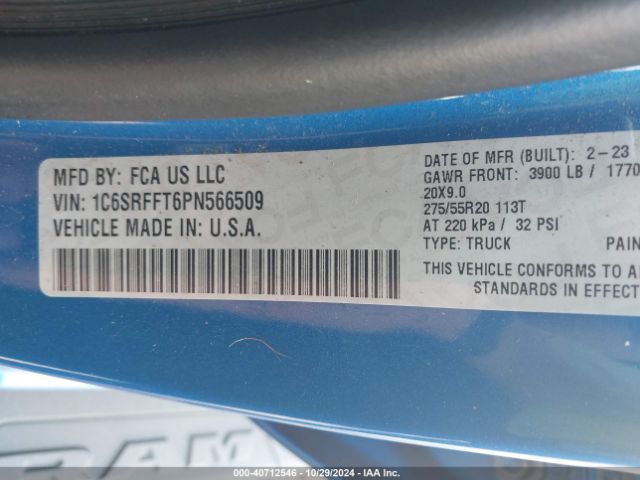 MFD BY: FCA US LLC
VIN: 1C6SRFFT6PN566509
VEHICLE MADE IN: U.S.A.
DATE OF MFR (BUILT): 2-23
GAWR FRONT: 3900 LB / 1770
20X9.0
275/55R20 113T
AT 220 kPa / 32 PSI
TYPE: TRUCK PAIN
THIS VEHICLE CONFORMS TO A
STANDARDS IN EFFECT
RAM
000-40712546 - 10/29/2024 - IAA Inc.